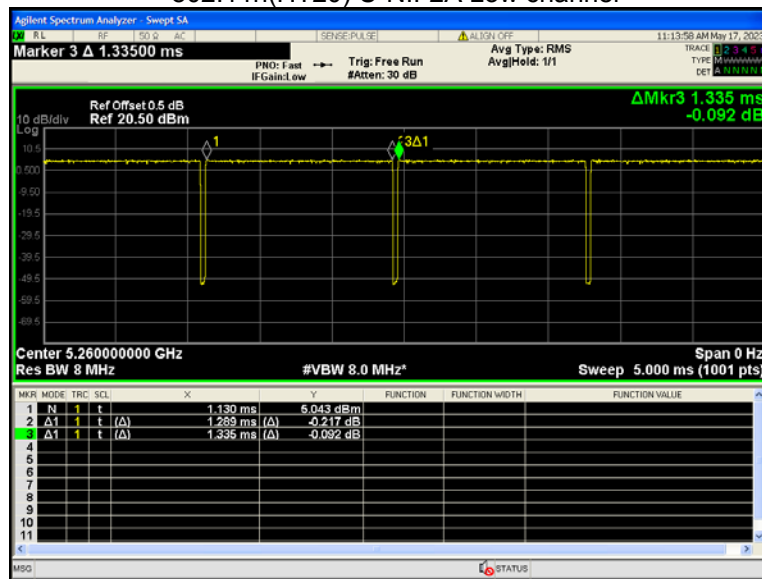 Agilent Spectrum Analyzer - Swept SA
RL RF 50 Ω AC SENSE:PULSE ALIGN OFF 11:13:58 AM May 17, 2023
Marker 3 Δ 1.33500 ms
PNO: Fast Trig: Free Run Avg Type: RMS TRACE 1 2 3 4 5
IFGain:Low #Atten: 30 dB Avg|Hold: 1/1 TYPE M
DET A N N N N
Ref Offset 0.5 dB ΔMkr3 1.335 ms
10 dB/div Ref 20.50 dBm -0.092 dB
Log
1 3Δ1
10.5
0.500
-9.50
-19.5
-29.5
-39.5
-49.5
-59.5
-69.5
Center 5.260000000 GHz Span 0 Hz
Res BW 8 MHz #VBW 8.0 MHz* Sweep 5.000 ms (1001 pts)
MKR MODE TRC SCL X Y FUNCTION FUNCTION WIDTH FUNCTION VALUE
1 N 1 t 1.130 ms 6.043 dBm
2 Δ1 1 t (Δ) 1.289 ms (Δ) -0.217 dB
3 Δ1 1 t (Δ) 1.335 ms (Δ) -0.092 dB
4
5
6
7
8
9
10
11
MSG STATUS